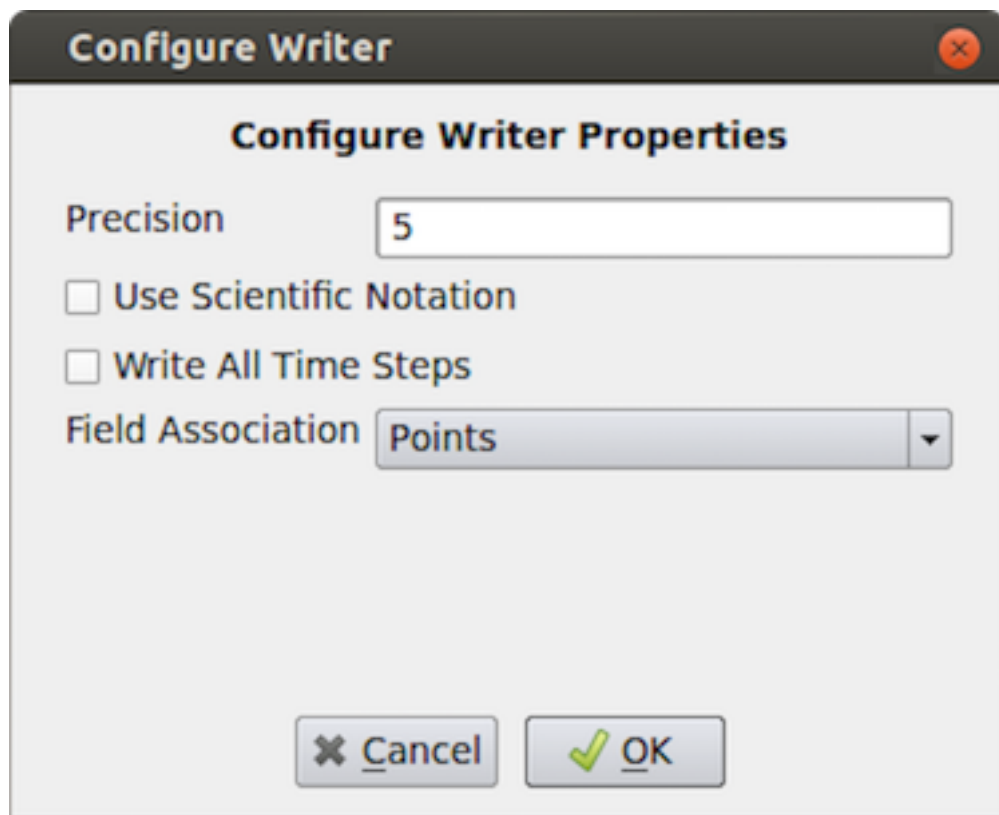 Configure Writer
Configure Writer Properties
Precision 5
Use Scientific Notation
Write All Time Steps
Field Association Points
Cancel OK